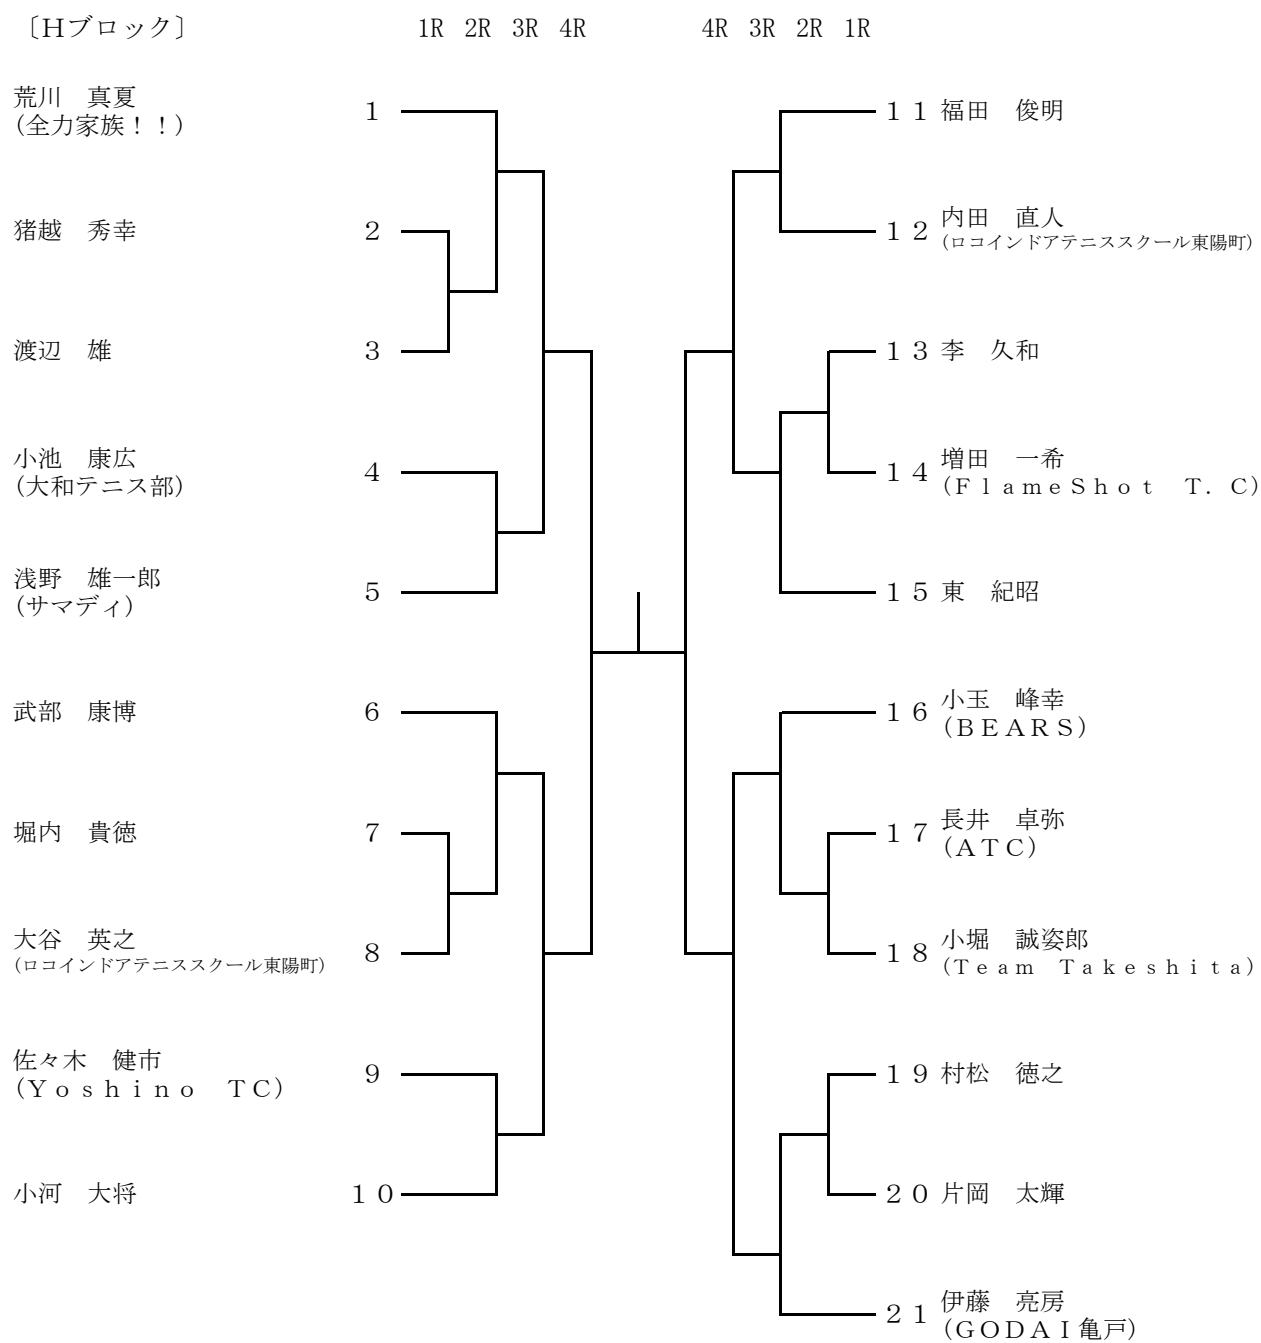 〔Hブロック〕 1R 2R 3R 4R 4R 3R 2R 1R
荒川　真夏
(全力家族！！)
1
猪越　秀幸 2
渡辺　雄 3
小池　康広
(大和テニス部)
4
浅野　雄一郎
(サマディ)
5
武部　康博 6
堀内　貴徳 7
大谷　英之
(ロコインドアテニススクール東陽町)
8
佐々木　健市
(Ｙｏｓｈｉｎｏ　ＴＣ)
9
小河　大将 １０
１１ 福田　俊明
１２ 内田　直人
(ロコインドアテニススクール東陽町)
１３ 李　久和
１４ 増田　一希
(ＦｌａｍｅＳｈｏｔ　Ｔ．Ｃ)
１５ 東　紀昭
１６ 小玉　峰幸
(ＢＥＡＲＳ)
１７ 長井　卓弥
(ＡＴＣ)
１８ 小堀　誠姿郎
(Ｔｅａｍ　Ｔａｋｅｓｈｉｔａ)
１９ 村松　徳之
２０ 片岡　太輝
２１ 伊藤　亮房
(ＧＯＤＡＩ亀戸)